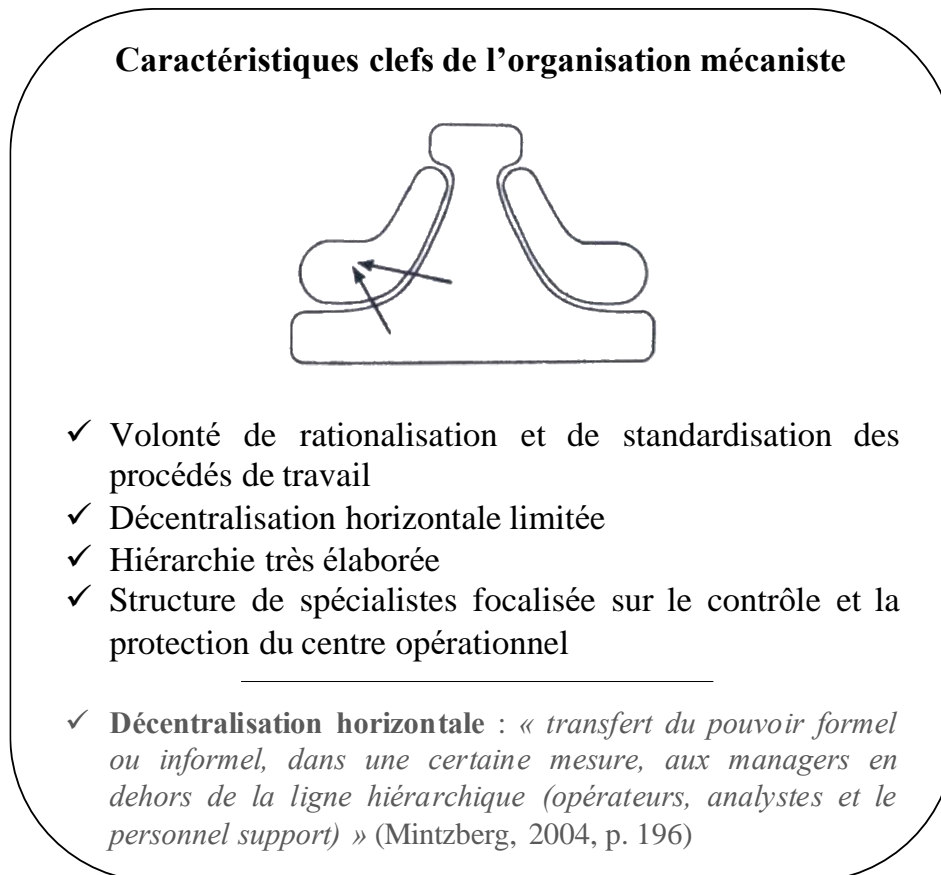 Caractéristiques clefs de l’organisation mécaniste
✓ Volonté de rationalisation et de standardisation des
procédés de travail
✓ Décentralisation horizontale limitée
✓ Hiérarchie très élaborée
✓ Structure de spécialistes focalisée sur le contrôle et la
protection du centre opérationnel
✓ Décentralisation horizontale : « transfert du pouvoir formel
ou informel, dans une certaine mesure, aux managers en
dehors de la ligne hiérarchique (opérateurs, analystes et le
personnel support) » (Mintzberg, 2004, p. 196)